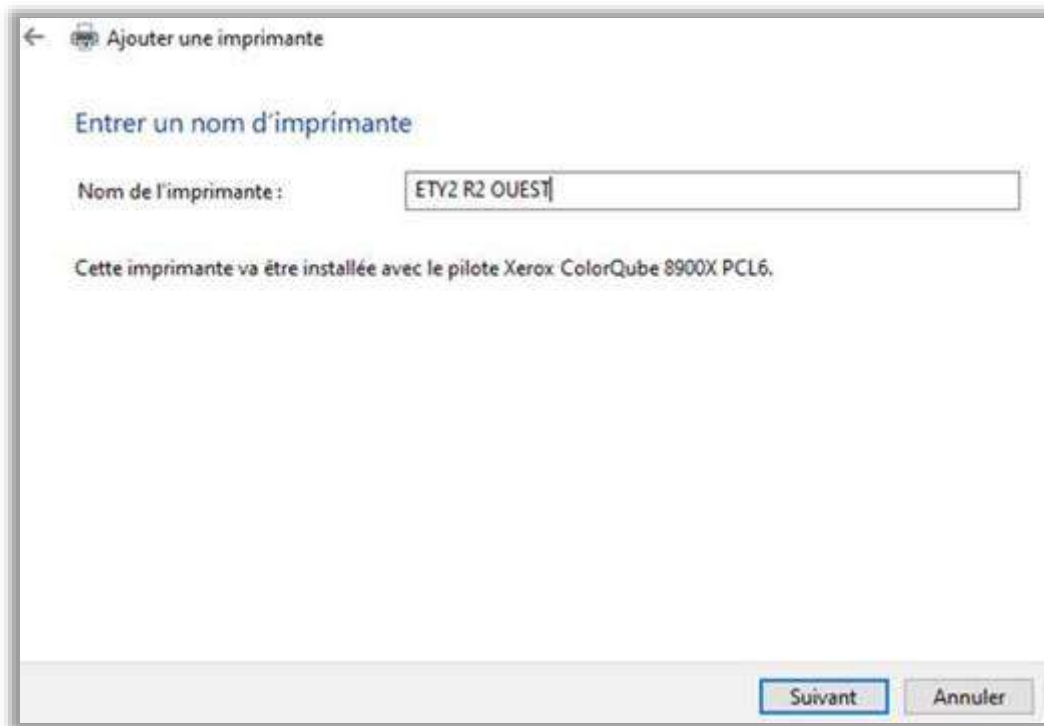 Ajouter une imprimante
Entrer un nom d'imprimante
Nom de l'imprimante : ETY2 R2 OUEST
Cette imprimante va être installée avec le pilote Xerox ColorQube 8900X PCL6.
Suivant Annuler